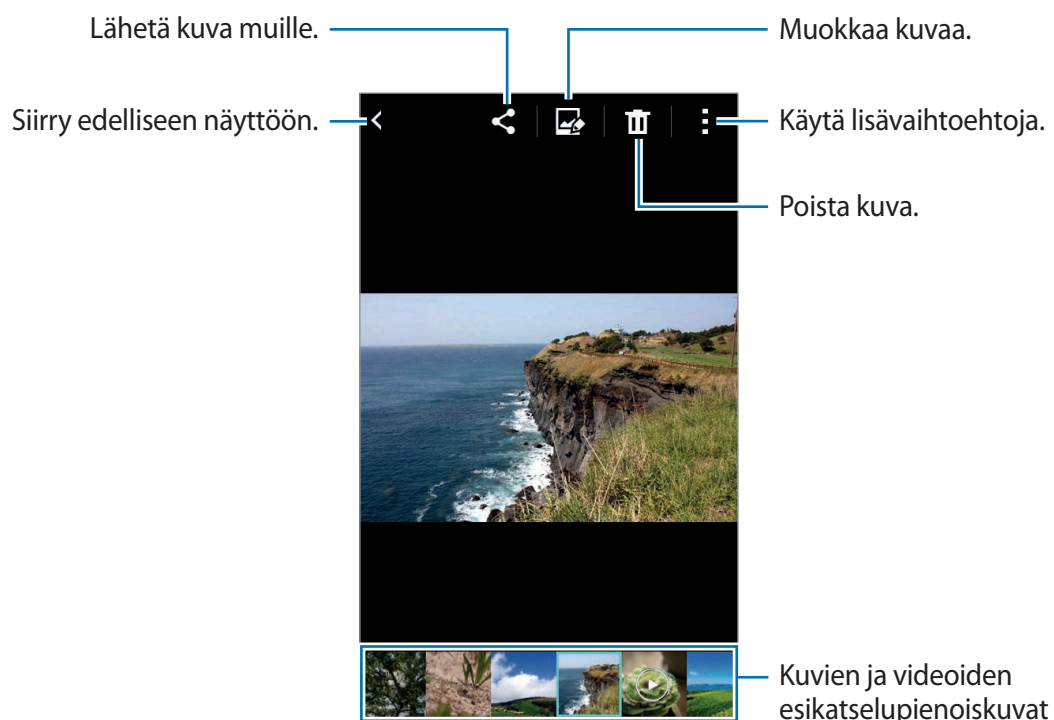 Lähetä kuva muille.
Muokkaa kuvaa.
Siirry edelliseen näyttöön.
Käytä lisävaihtoehtoja.
Poista kuva.
Kuvien ja videoiden
esikatselupienoiskuvat